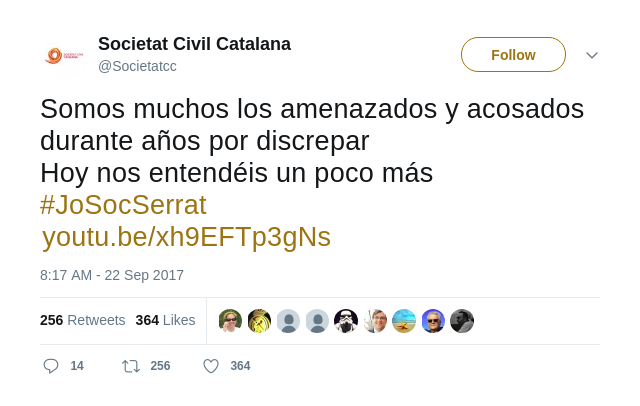 Societat Civil Catalana
@Societatcc
Follow
Somos muchos los amenazados y acosados
durante años por discrepar
Hoy nos entendéis un poco más
#JoSocSerrat
youtu.be/xh9EFTp3gNs
8:17 AM - 22 Sep 2017
256 Retweets 364 Likes
14 256 364